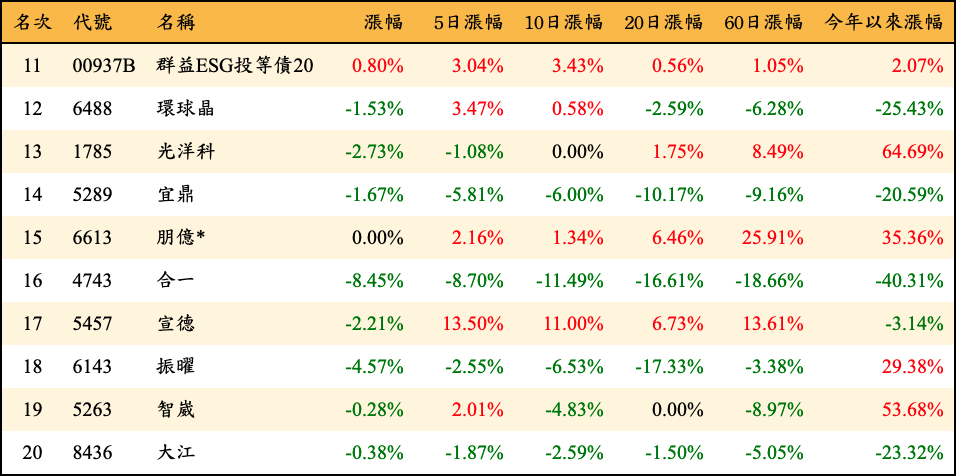 名次 代號 名稱 漲幅 5日漲幅 10日漲幅 20日漲幅 60日漲幅 今年以來漲幅
11 00937B 群益ESG投等債20 0.80% 3.04% 3.43% 0.56% 1.05% 2.07%
12 6488 環球晶 -1.53% 3.47% 0.58% -2.59% -6.28% -25.43%
13 1785 光洋科 -2.73% -1.08% 0.00% 1.75% 8.49% 64.69%
14 5289 宜鼎 -1.67% -5.81% -6.00% -10.17% -9.16% -20.59%
15 6613 朋億* 0.00% 2.16% 1.34% 6.46% 25.91% 35.36%
16 4743 合一 -8.45% -8.70% -11.49% -16.61% -18.66% -40.31%
17 5457 宣德 -2.21% 13.50% 11.00% 6.73% 13.61% -3.14%
18 6143 振曜 -4.57% -2.55% -6.53% -17.33% -3.38% 29.38%
19 5263 智崴 -0.28% 2.01% -4.83% 0.00% -8.97% 53.68%
20 8436 大江 -0.38% -1.87% -2.59% -1.50% -5.05% -23.32%